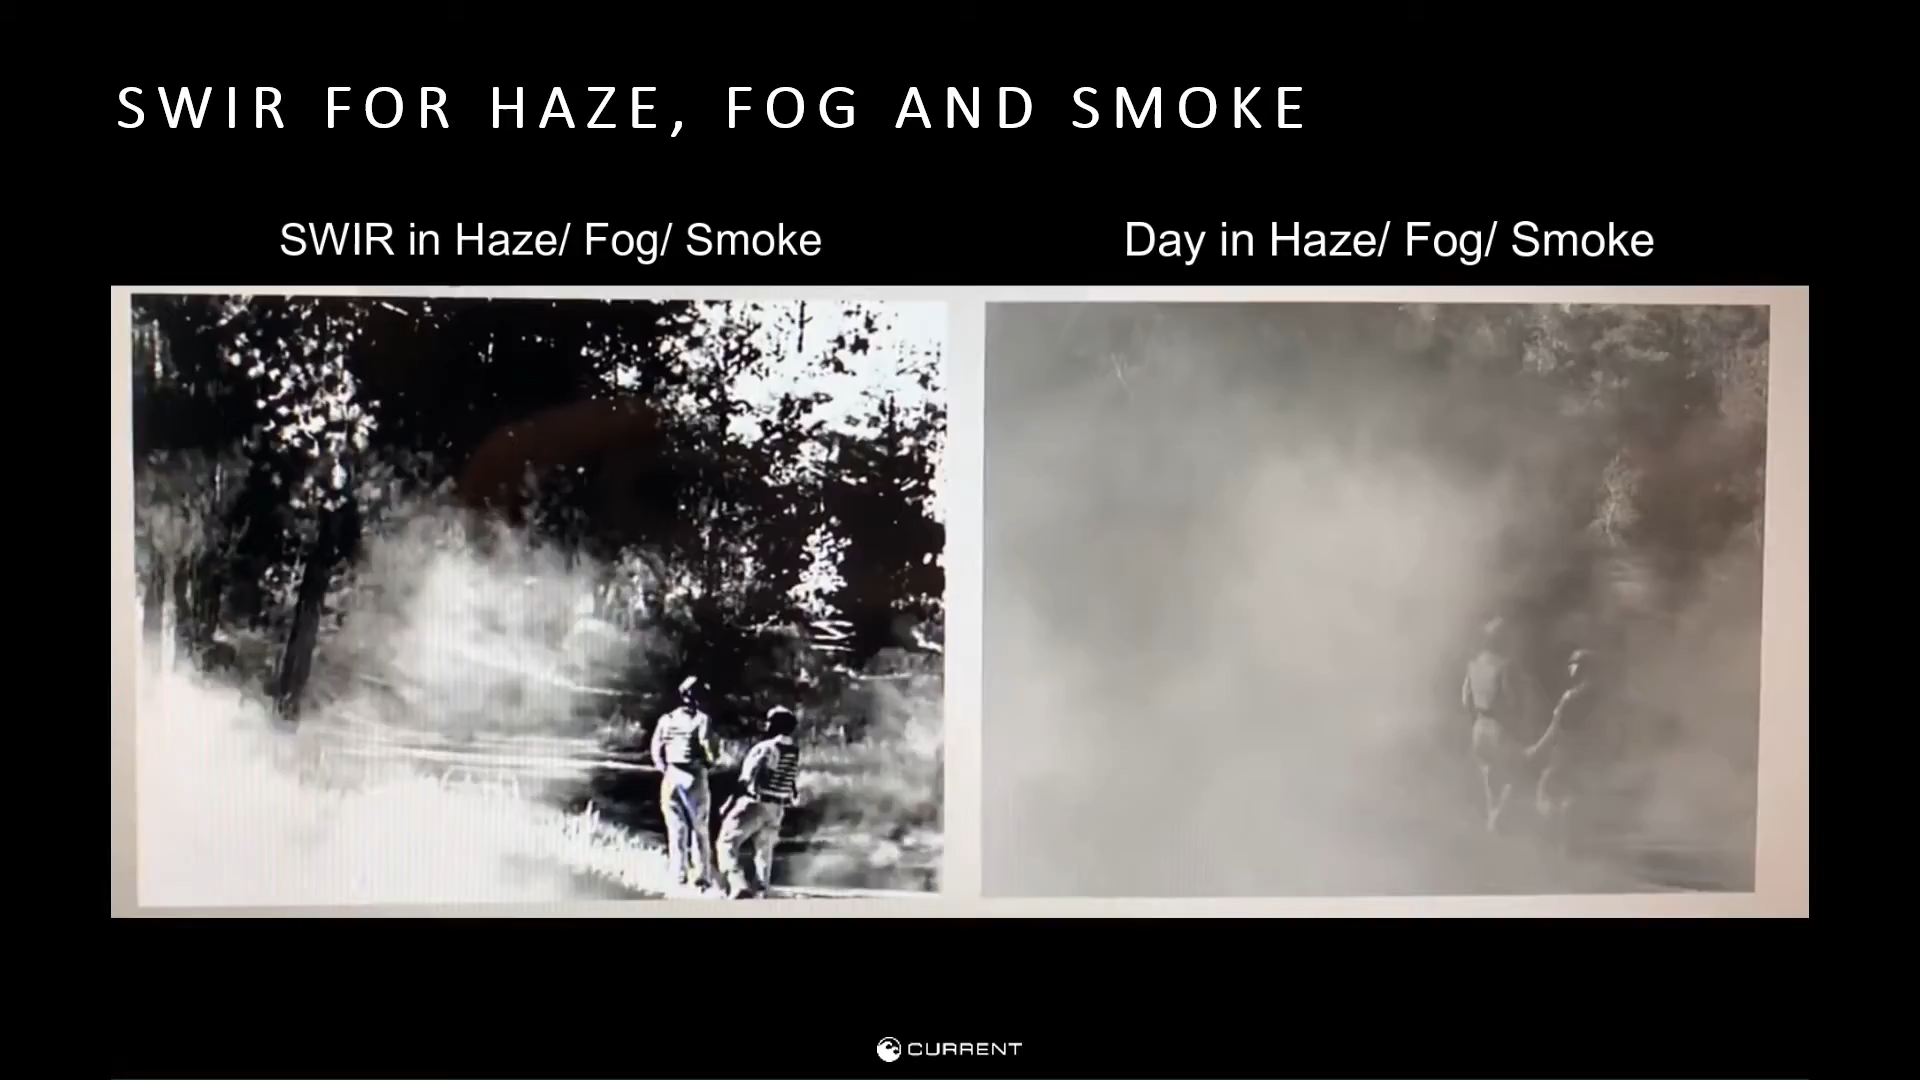 SWIR FOR HAZE, FOG AND SMOKE
SWIR in Haze/ Fog/ Smoke
Day in Haze/ Fog/ Smoke
CURRENT